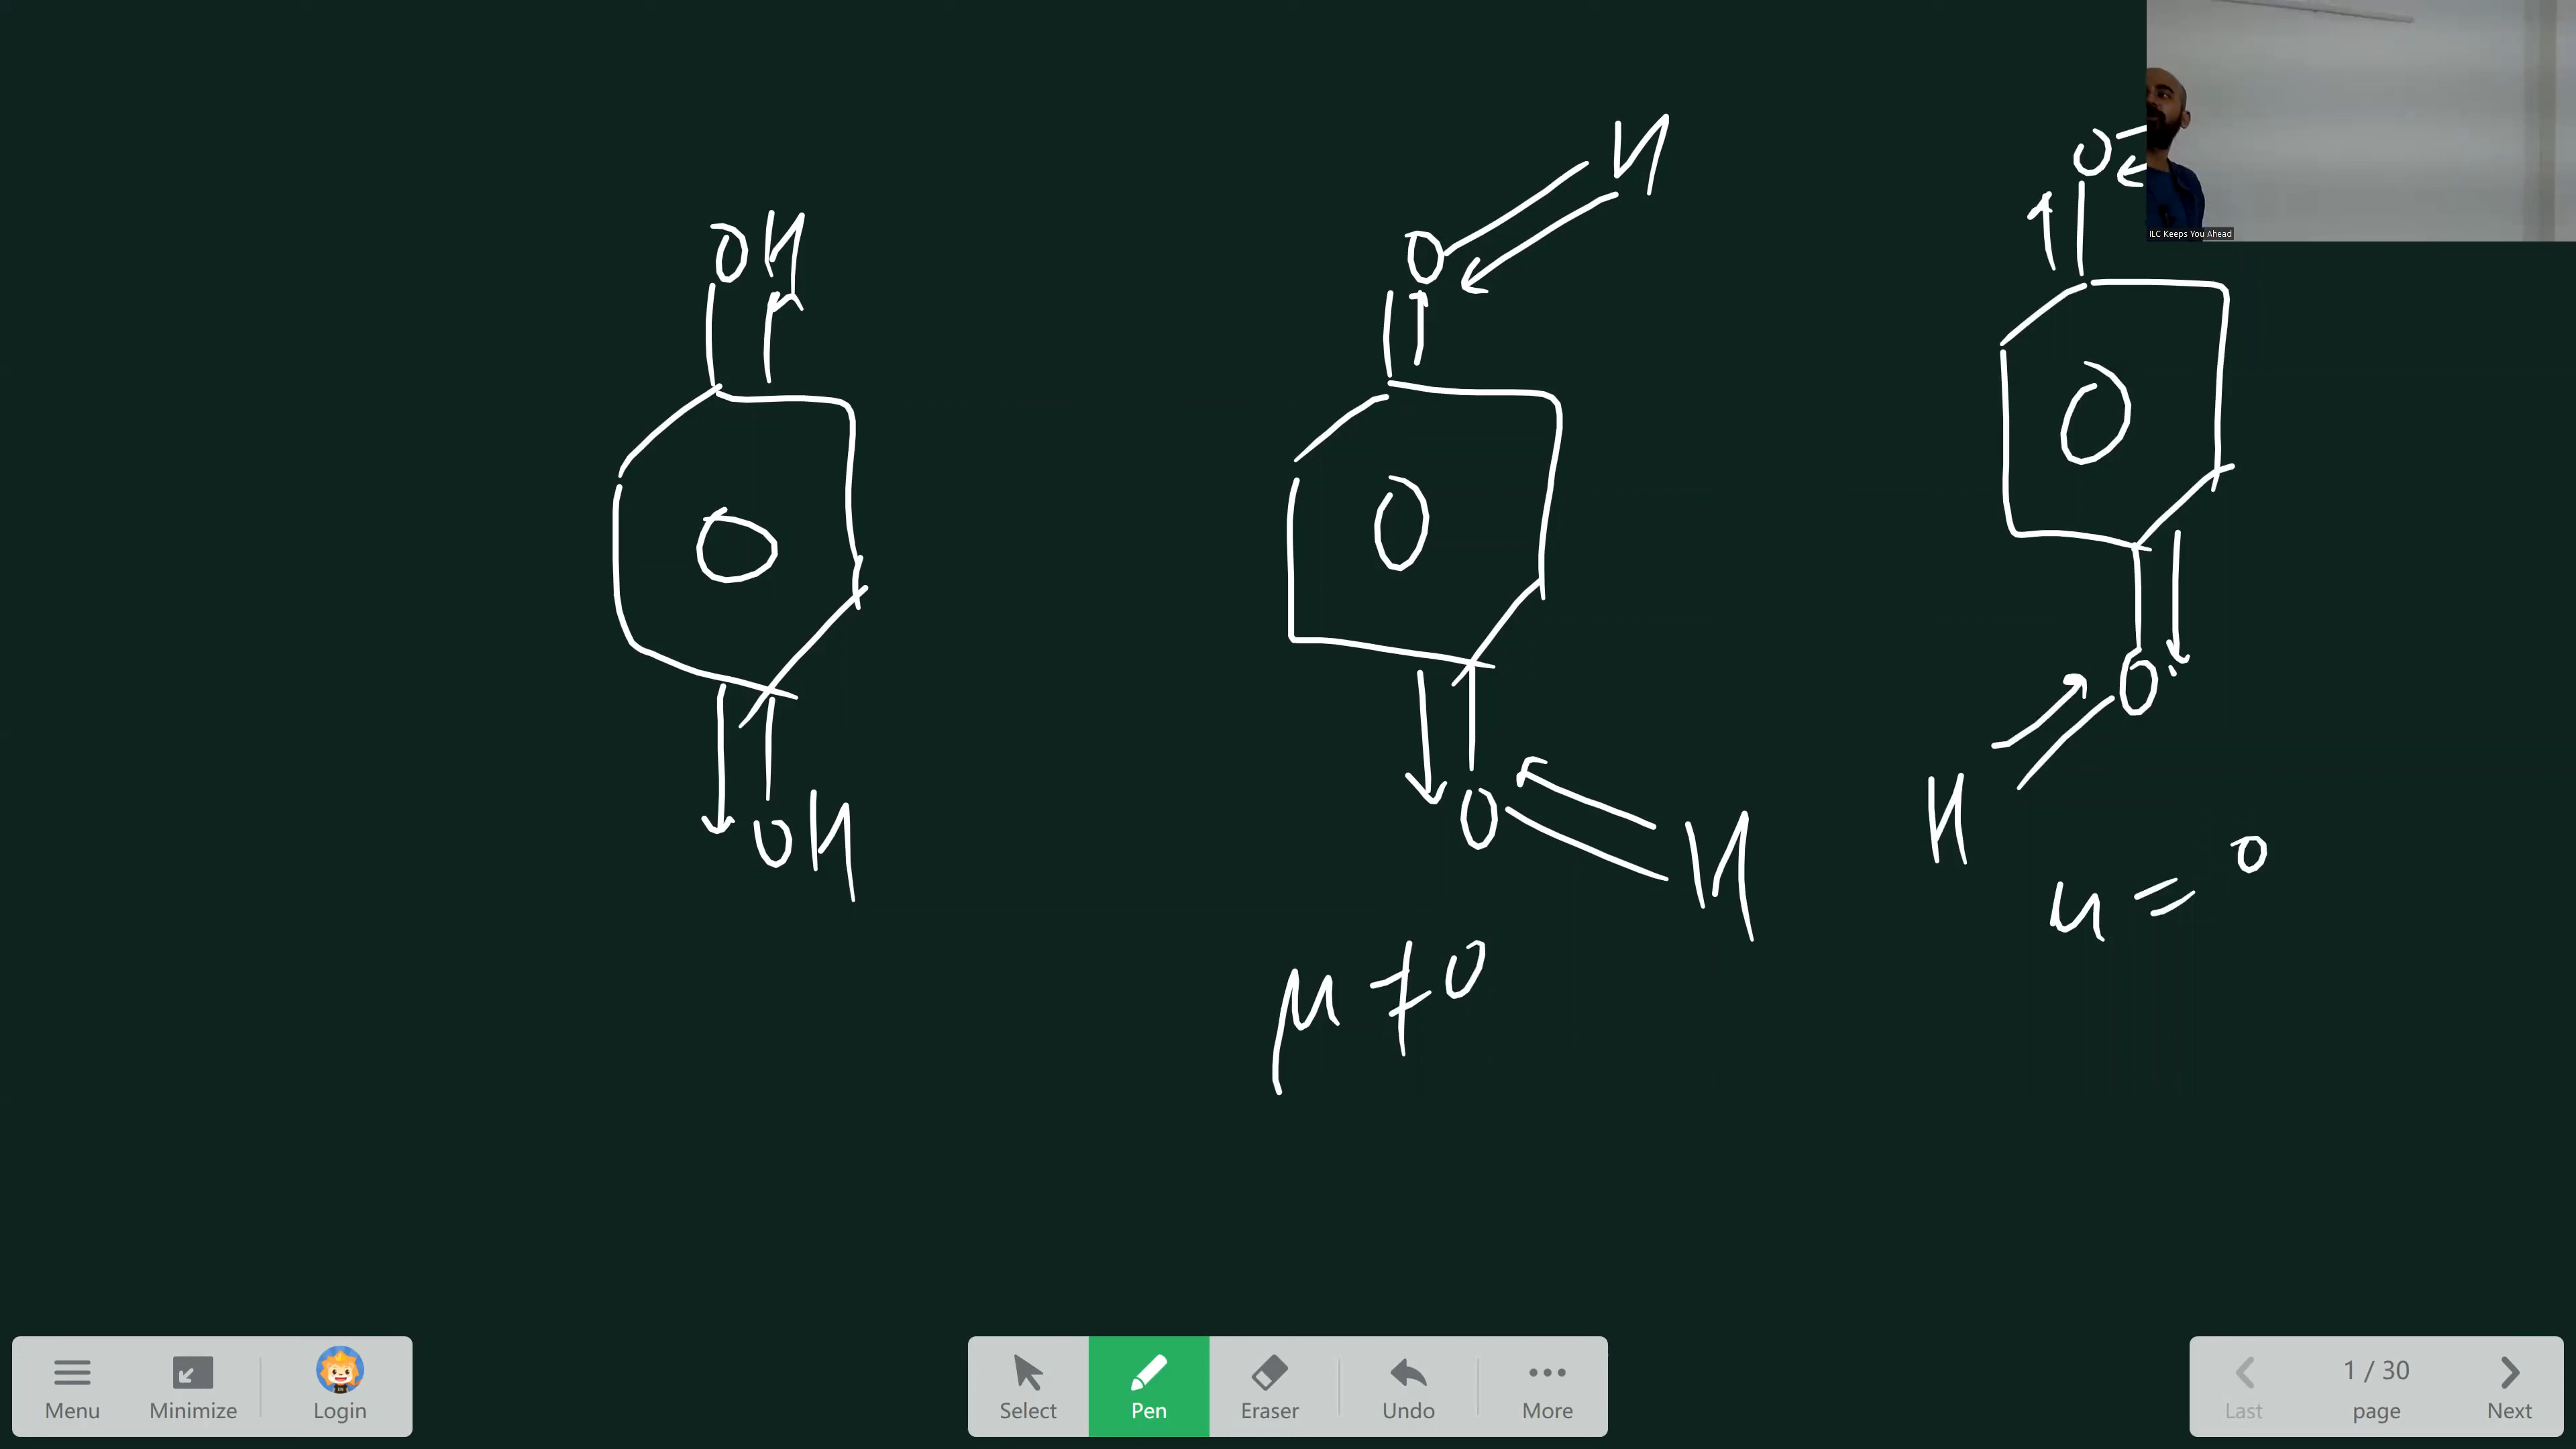 OH
OH
H
O
O
H
μ ≠ 0
O
O
H
μ = 0
ILC Keeps You Ahead
Menu
Minimize
Login
Select
Pen
Eraser
Undo
More
Last
1 / 30
page
Next